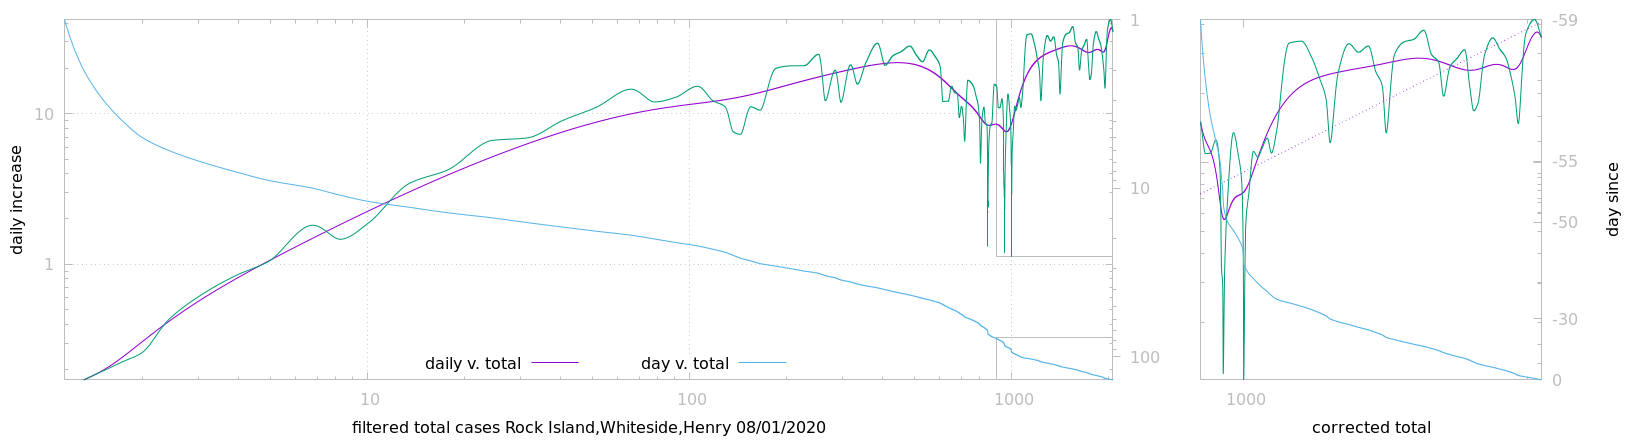 daily increase
10
1
1
10
100
daily v. total
day v. total
10
100
1000
filtered total cases Rock Island,Whiteside,Henry 08/01/2020
-59
-55
-50
-30
0
day since
1000
corrected total